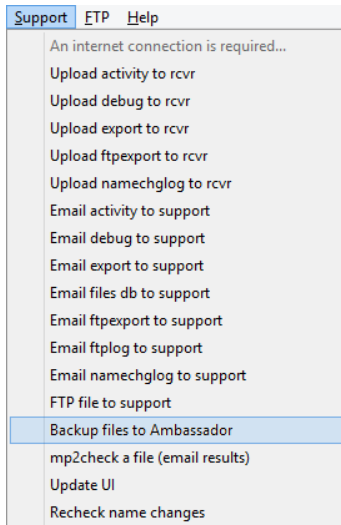 Support FTP Help
An internet connection is required...
Upload activity to rcvr
Upload debug to rcvr
Upload export to rcvr
Upload ftpexport to rcvr
Upload namechglog to rcvr
Email activity to support
Email debug to support
Email export to support
Email files db to support
Email ftpexport to support
Email ftplog to support
Email namechglog to support
FTP file to support
Backup files to Ambassador
mp2check a file (email results)
Update UI
Recheck name changes